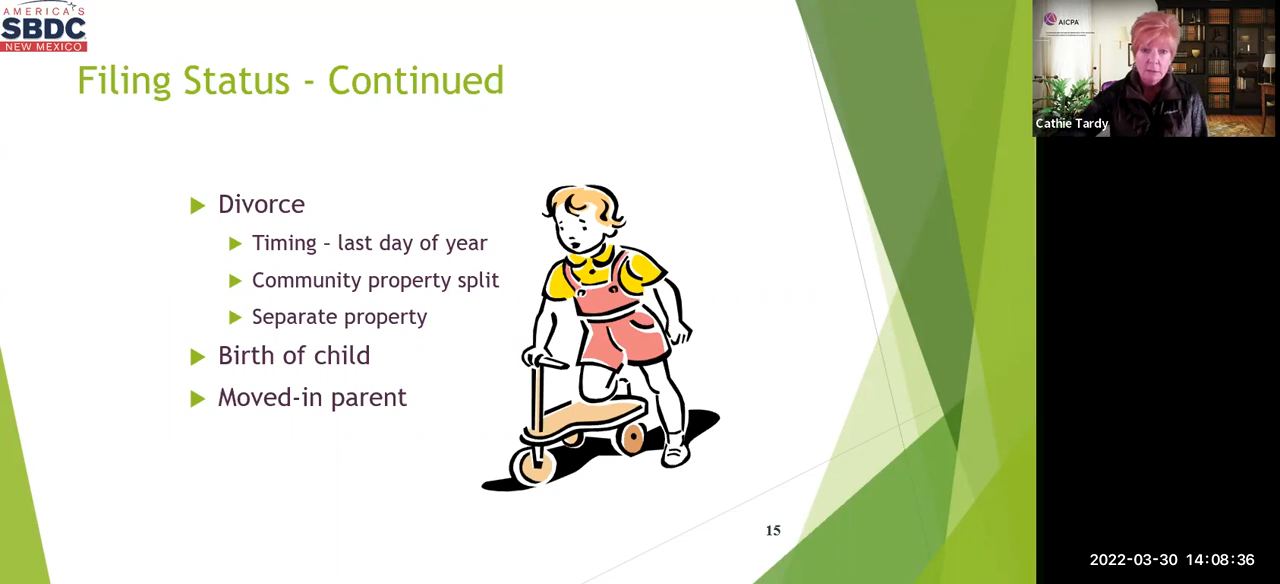 AMERICA'S
SBDC
NEW MEXICO
Filing Status - Continued
Divorce
Timing – last day of year
Community property split
Separate property
Birth of child
Moved-in parent
15
AICPA
Cathie Tardy
2022-03-30 14:08:36